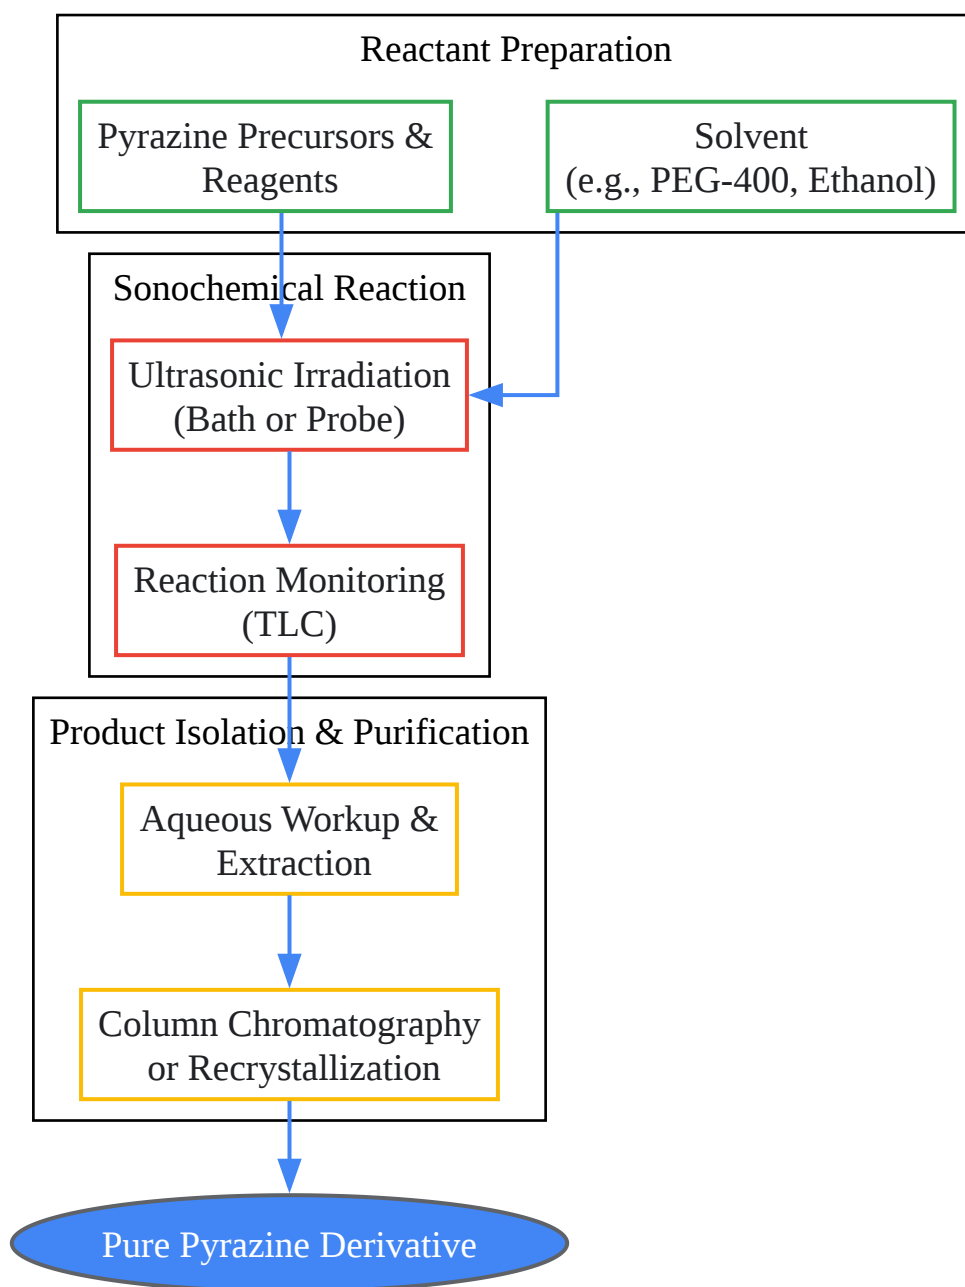 Reactant Preparation
Pyrazine Precursors &
Reagents
Solvent
(e.g., PEG-400, Ethanol)
Sonochemical Reaction
Ultrasonic Irradiation
(Bath or Probe)
Reaction Monitoring
(TLC)
Product Isolation & Purification
Aqueous Workup &
Extraction
Column Chromatography
or Recrystallization
Pure Pyrazine Derivative